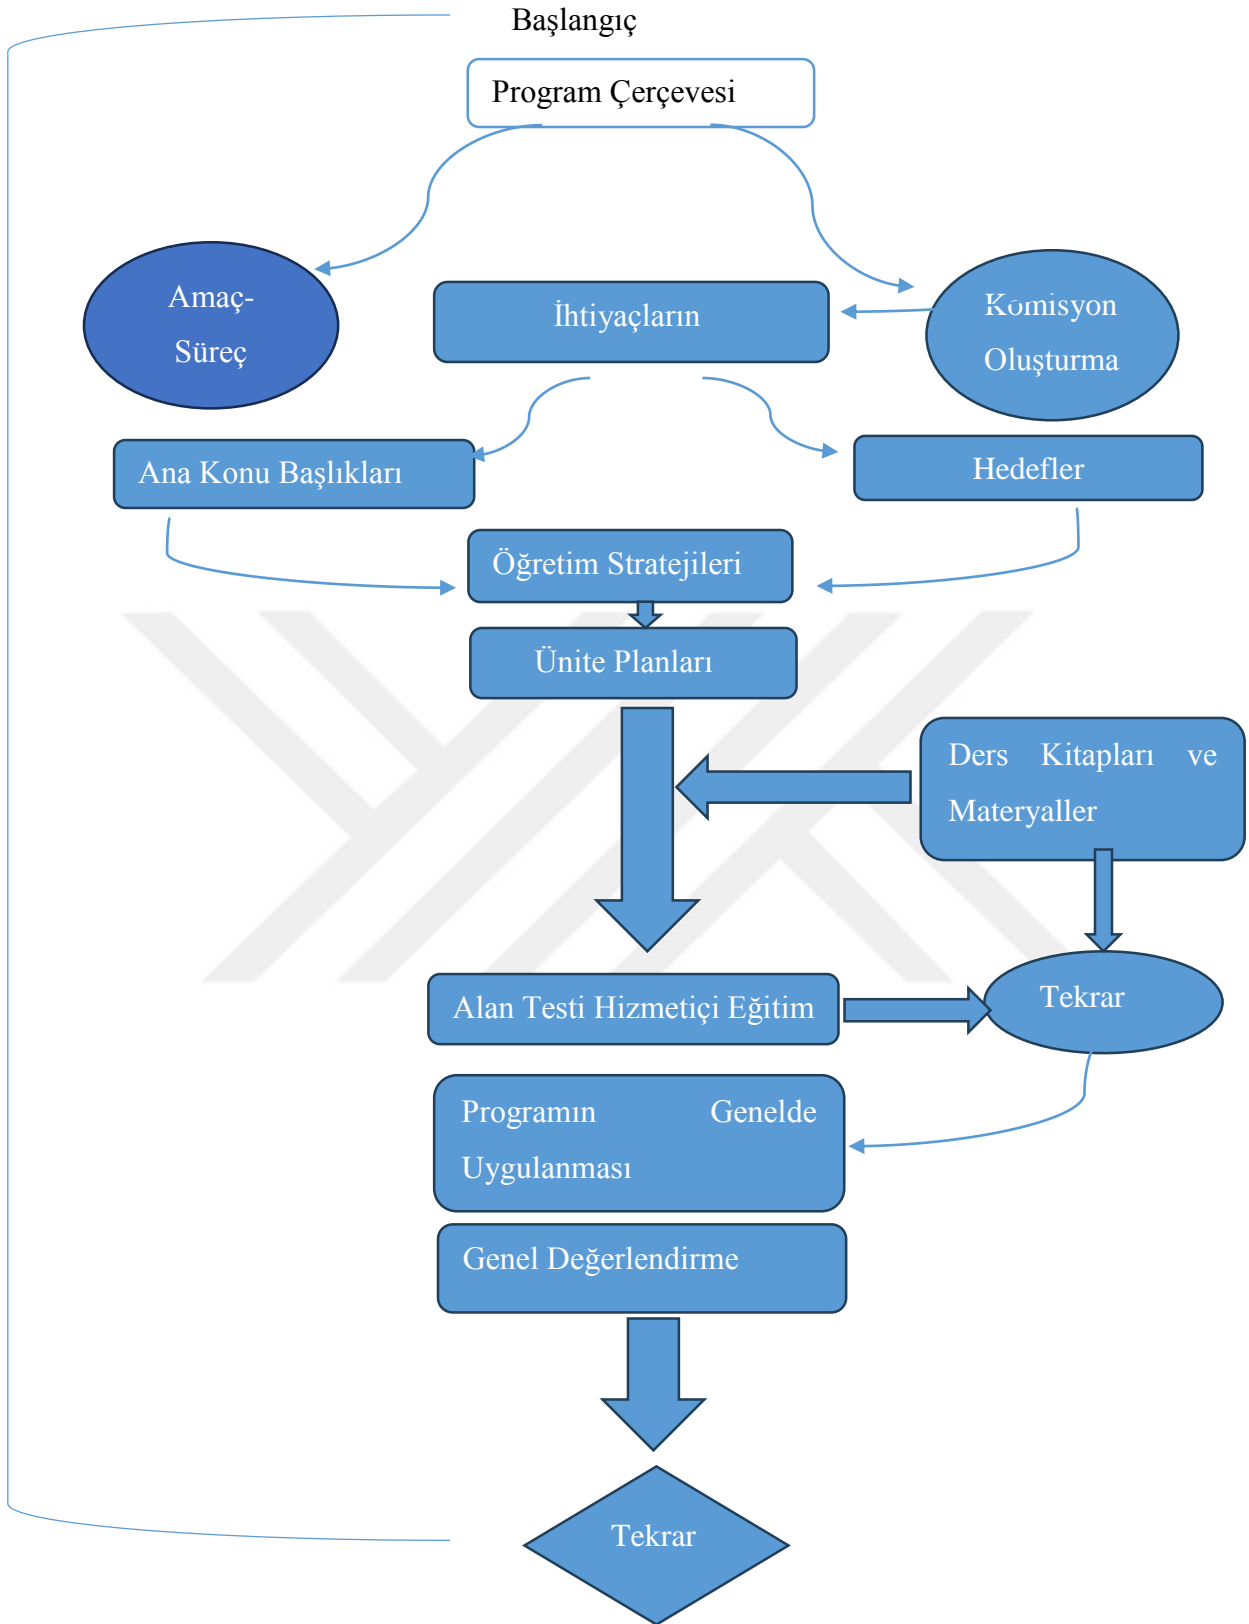 Başlangıç
Program Çerçevesi
Amaç-
Süreç
İhtiyaçların
Komisyon
Oluşturma
Ana Konu Başlıkları
Hedefler
Öğretim Stratejileri
Ünite Planları
Ders Kitapları ve
Materyaller
Alan Testi Hizmetiçi Eğitim
Tekrar
Programın Genelde
Uygulanması
Genel Değerlendirme
Tekrar